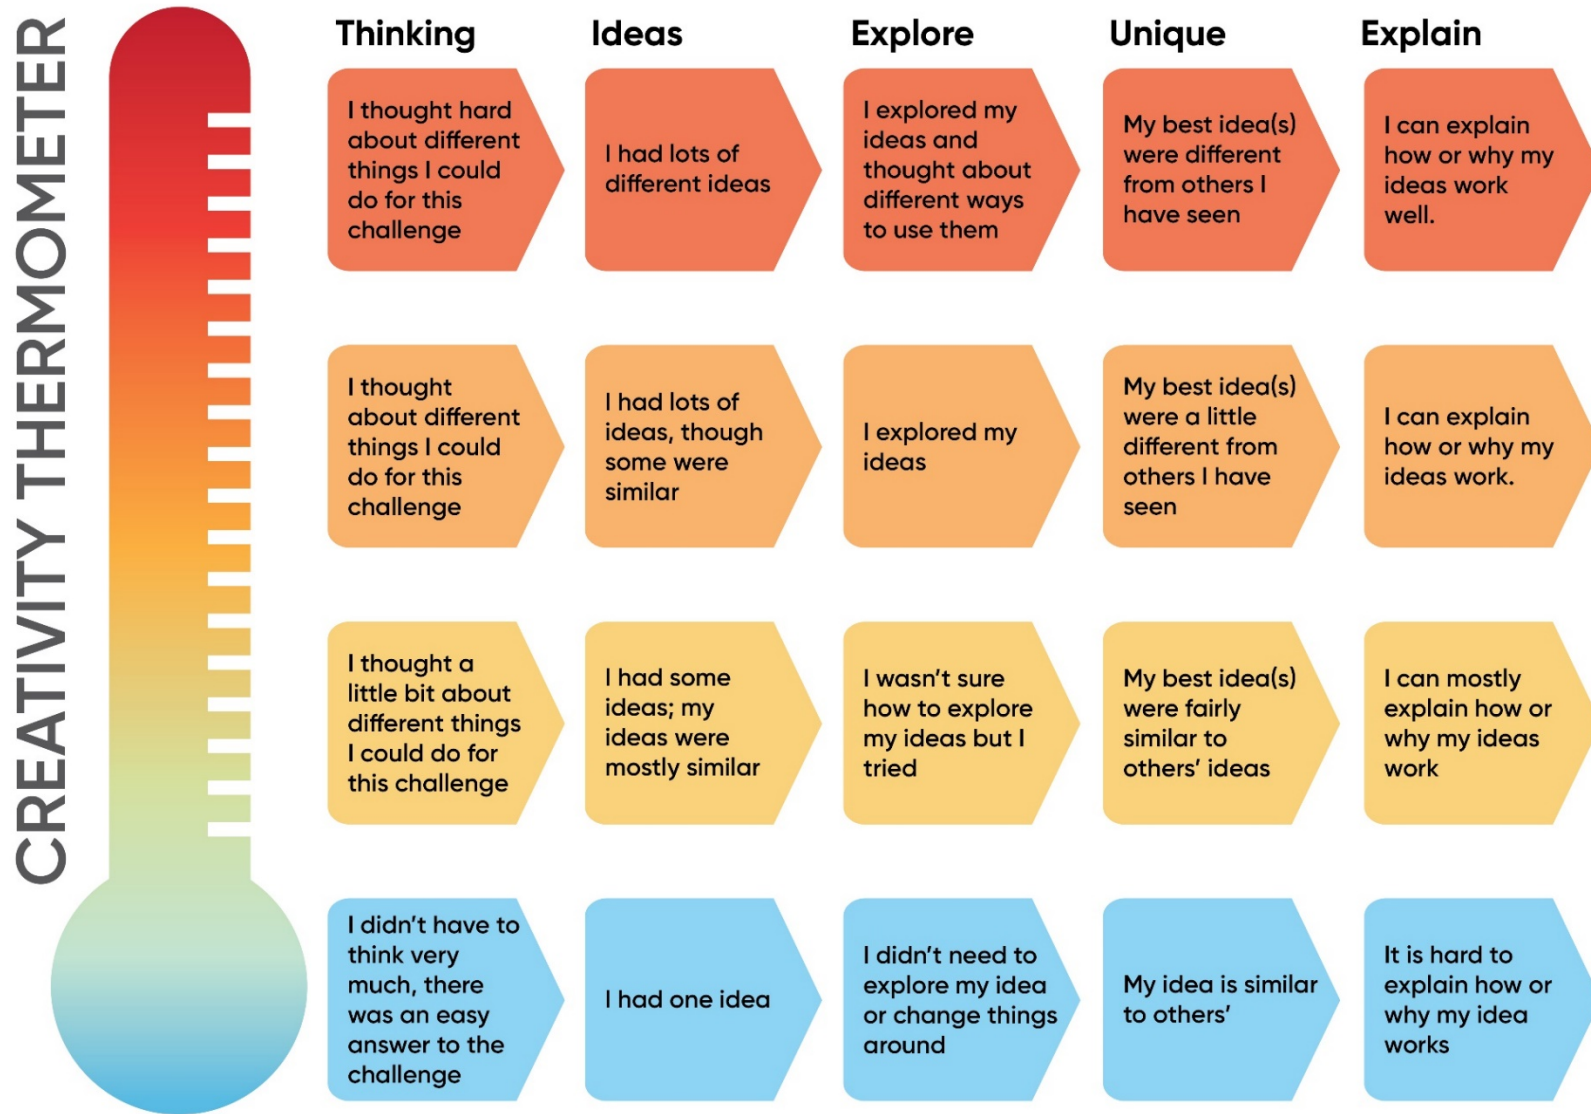 CREATIVITY THERMOMETER
Thinking
Ideas
Explore
Unique
Explain
I thought hard
about different
things I could
do for this
challenge
I had lots of
different ideas
I explored my
ideas and
thought about
different ways
to use them
My best idea(s)
were different
from others I
have seen
I can explain
how or why my
ideas work
well.
I thought
about different
things I could
do for this
challenge
I had lots of
ideas, though
some were
similar
I explored my
ideas
My best idea(s)
were a little
different from
others I have
seen
I can explain
how or why my
ideas work.
I thought a
little bit about
different things
I could do for
this challenge
I had some
ideas; my
ideas were
mostly similar
I wasn't sure
how to explore
my ideas but I
tried
My best idea(s)
were fairly
similar to
others' ideas
I can mostly
explain how or
why my ideas
work
I didn't have to
think very
much, there
was an easy
answer to the
challenge
I had one idea
I didn't need to
explore my idea
or change things
around
My idea is similar
to others'
It is hard to
explain how or
why my idea
works